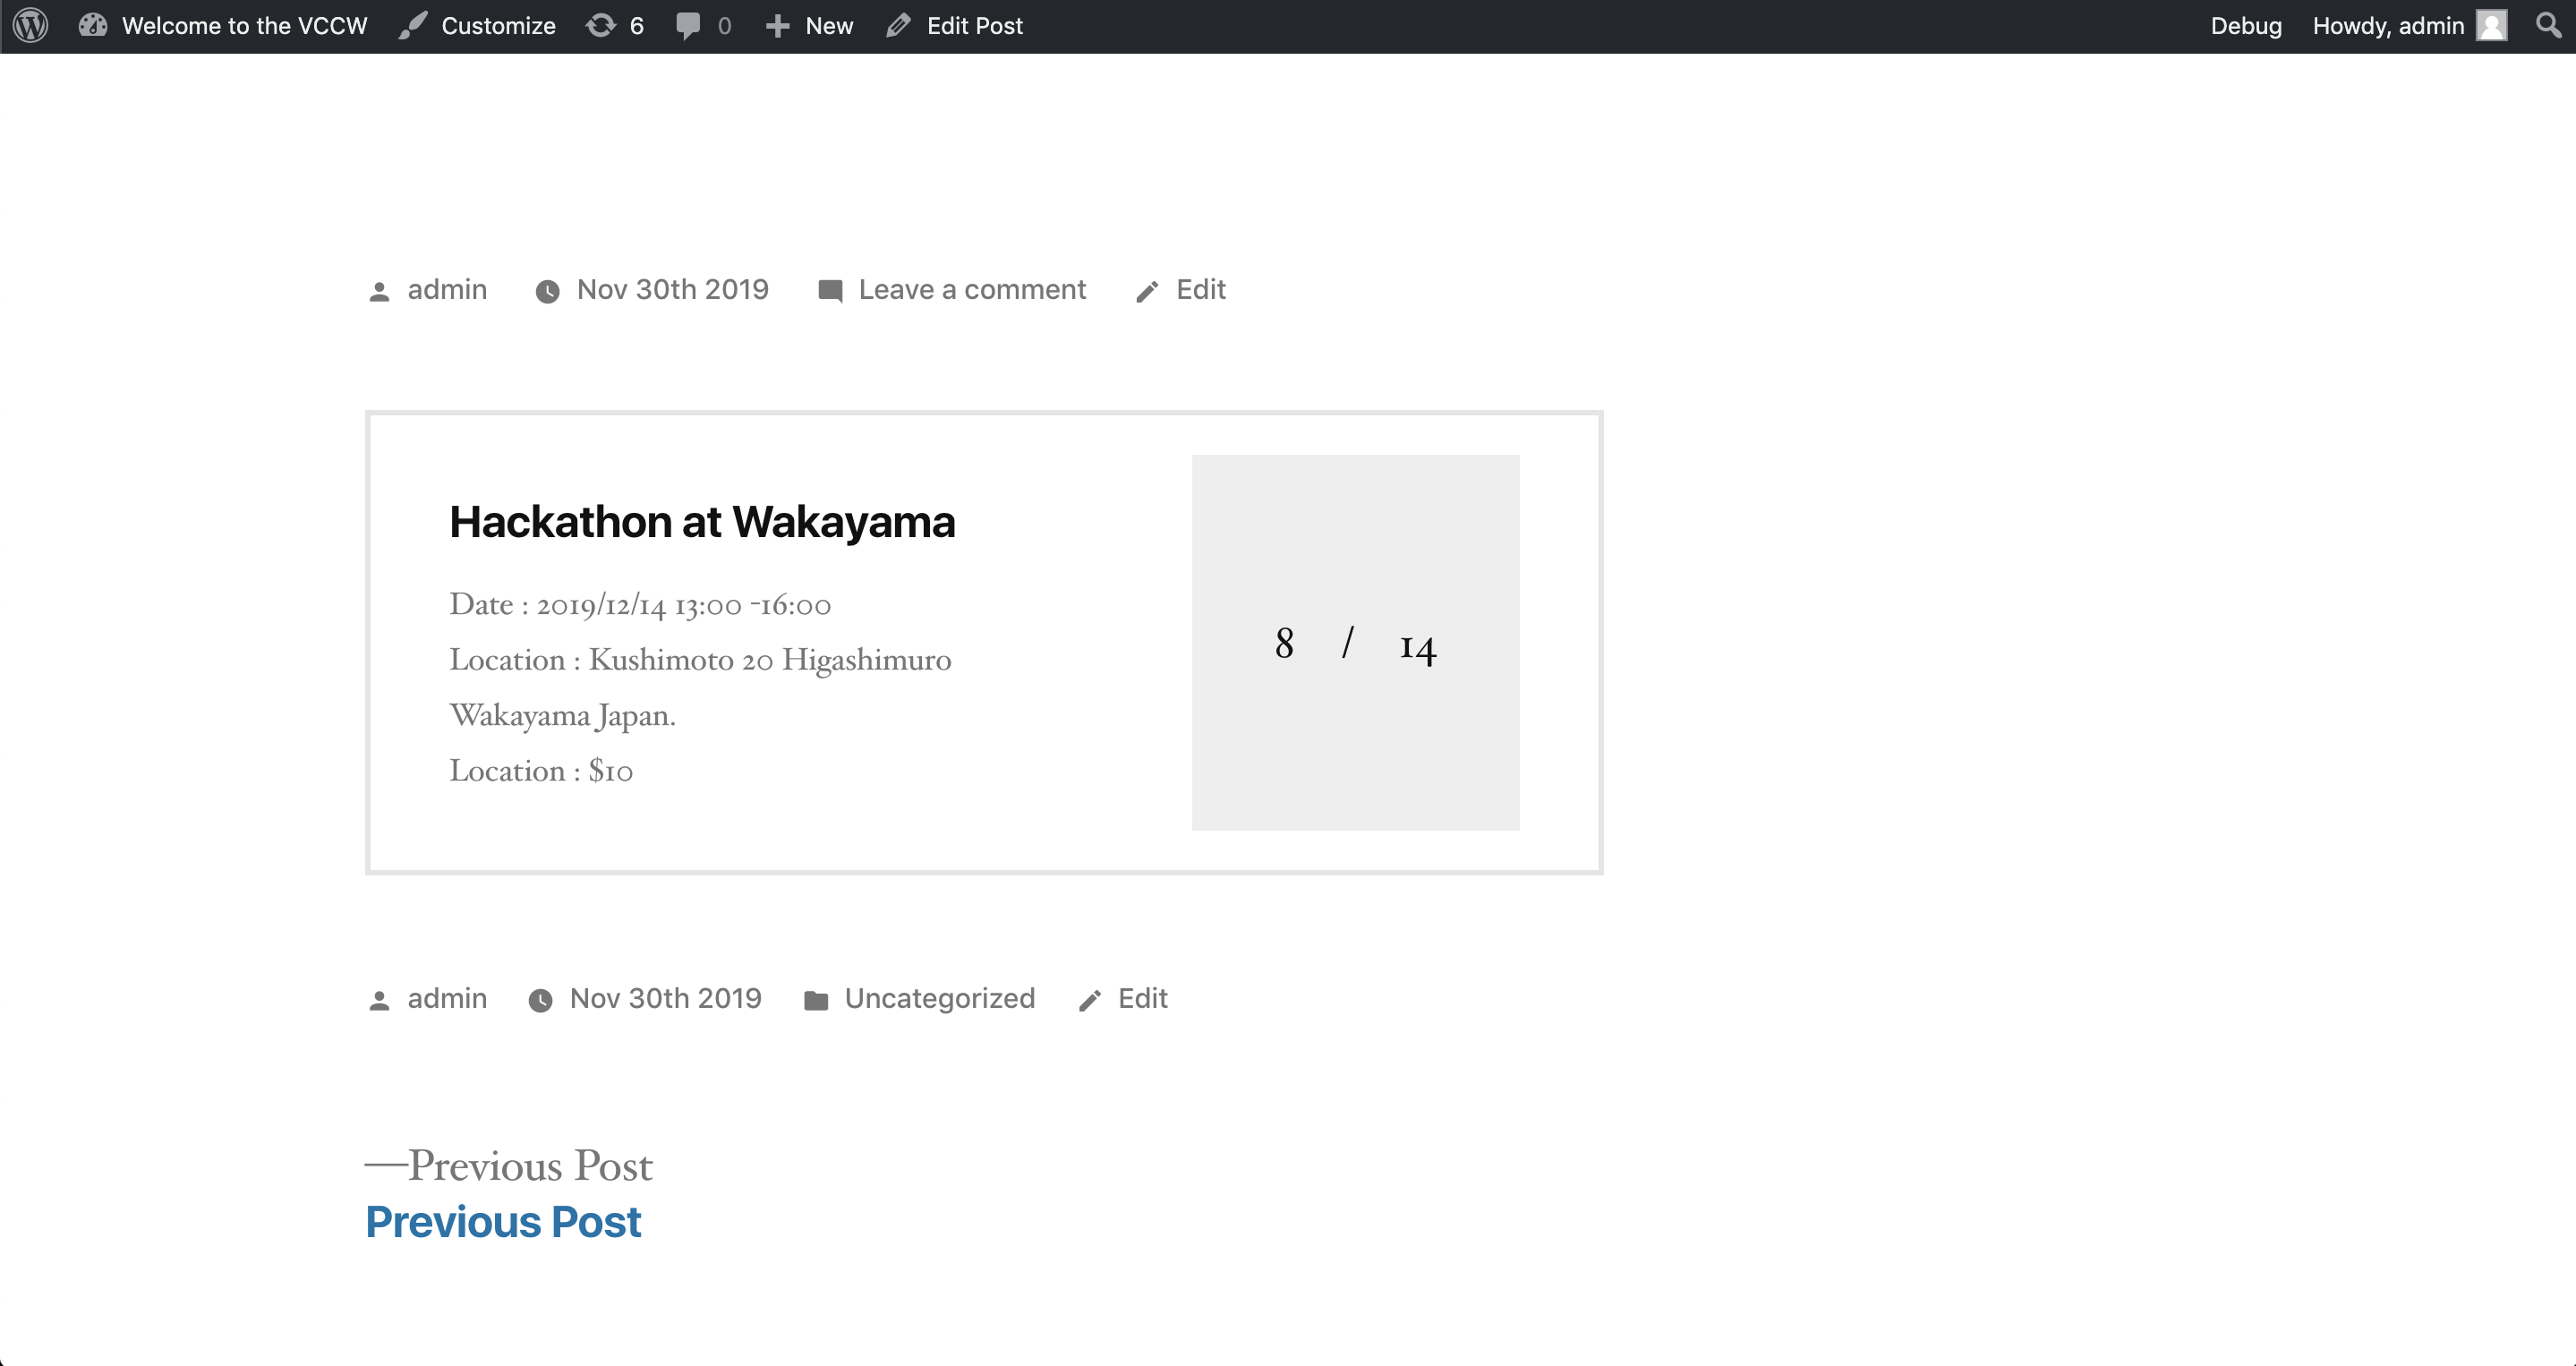 Welcome to the VCCW Customize 6 0 New Edit Post Debug Howdy, admin
admin Nov 30th 2019 Leave a comment Edit
Hackathon at Wakayama
Date : 2019/12/14 13:00 -16:00
Location : Kushimoto 20 Higashimuro
Wakayama Japan.
Location : $10
8 / 14
admin Nov 30th 2019 Uncategorized Edit
—Previous Post
Previous Post